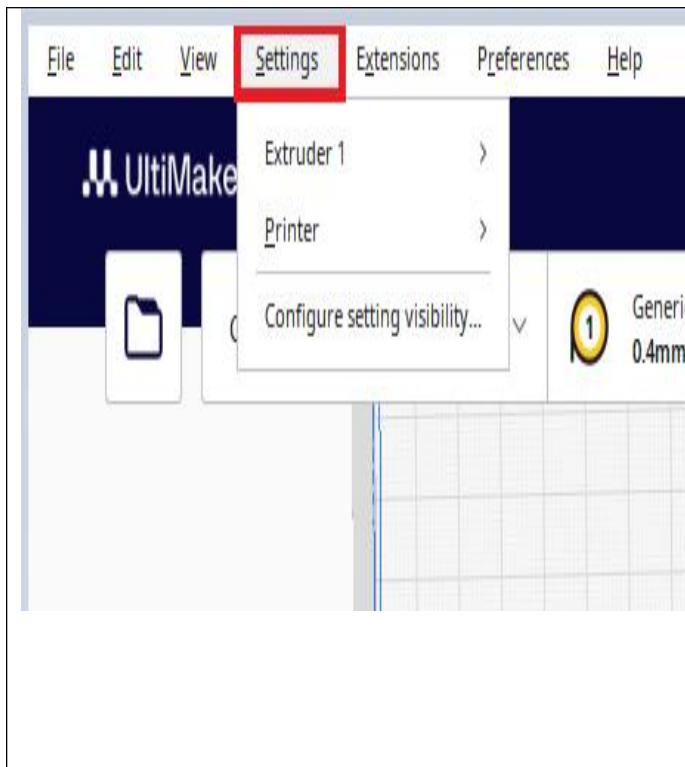 File Edit View Settings Extensions Preferences Help
UltiMake
Extruder 1
Printer
Configure setting visibility...
1
Generi
0.4mm